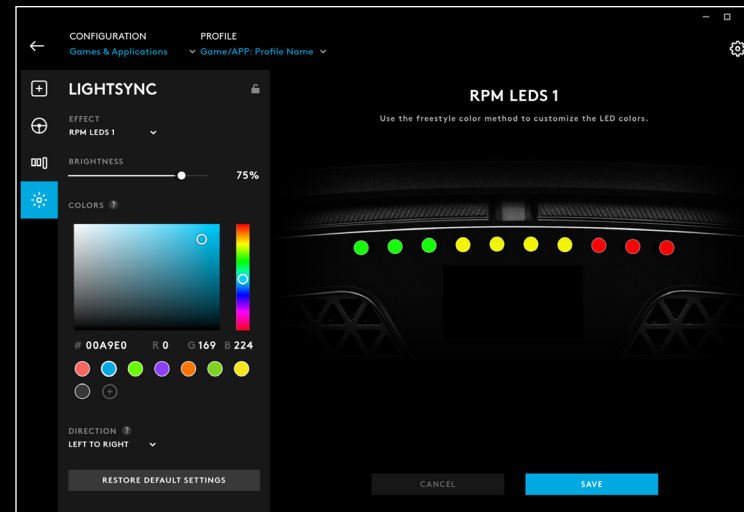 CONFIGURATION
PROFILE
Games & Applications
Game/APP: Profile Name
LIGHTSYNC
EFFECT
RPM LEDS 1
BRIGHTNESS
75%
COLORS ?
# 00A9E0 R 0 G 169 B 224
DIRECTION ?
LEFT TO RIGHT
RESTORE DEFAULT SETTINGS
RPM LEDS 1
Use the freestyle color method to customize the LED colors.
CANCEL
SAVE